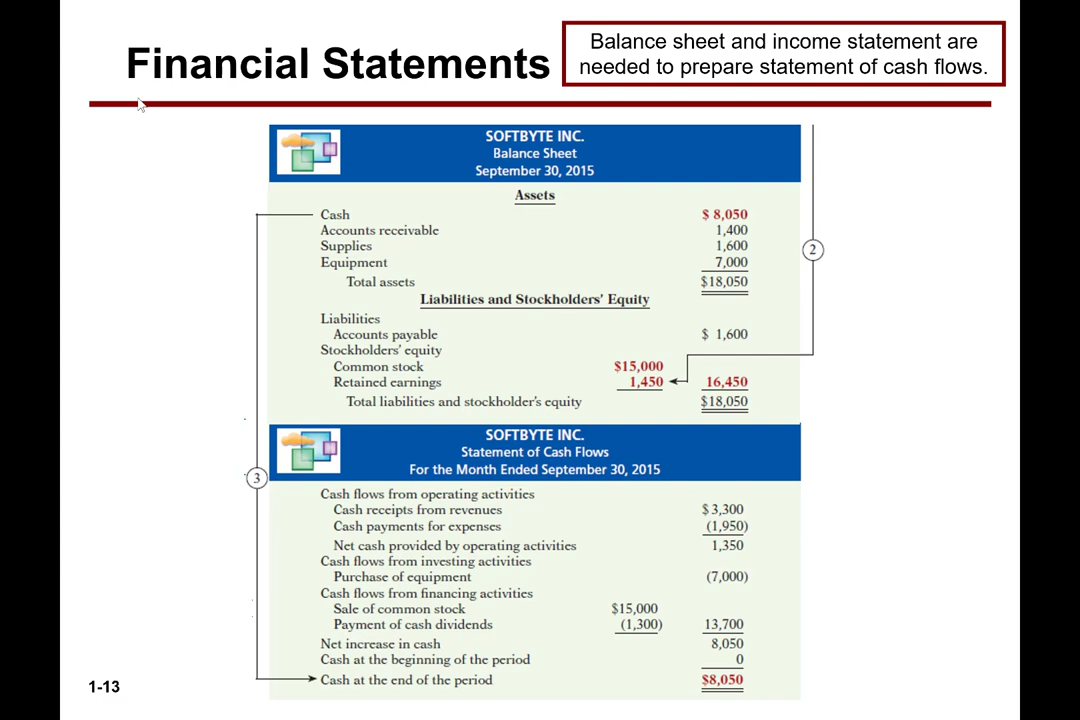 Financial Statements
Balance sheet and income statement are
needed to prepare statement of cash flows.
SOFTBYTE INC.
Balance Sheet
September 30, 2015
Assets
Cash $ 8,050
Accounts receivable 1,400
Supplies 1,600
Equipment 7,000
Total assets $18,050
Liabilities and Stockholders' Equity
Liabilities
Accounts payable $ 1,600
Stockholders' equity
Common stock $15,000
Retained earnings 1,450 16,450
Total liabilities and stockholder's equity $18,050
2
SOFTBYTE INC.
Statement of Cash Flows
For the Month Ended September 30, 2015
3
Cash flows from operating activities
Cash receipts from revenues $3,300
Cash payments for expenses (1,950)
Net cash provided by operating activities 1,350
Cash flows from investing activities
Purchase of equipment (7,000)
Cash flows from financing activities
Sale of common stock $15,000
Payment of cash dividends (1,300) 13,700
Net increase in cash 8,050
Cash at the beginning of the period 0
Cash at the end of the period $8,050
1-13